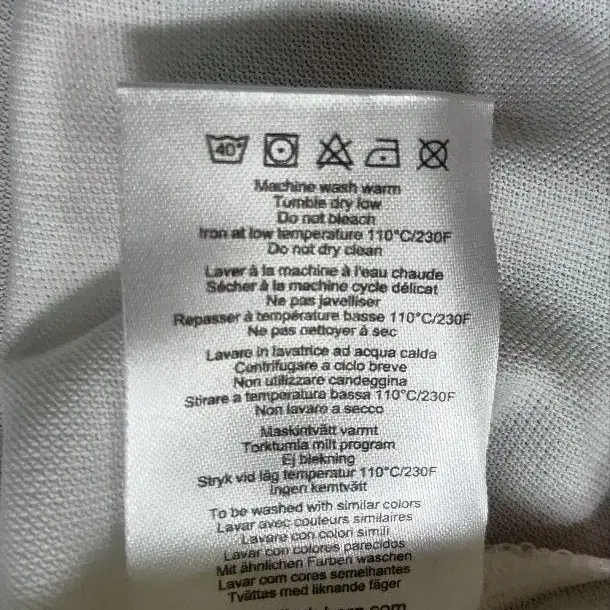 40°
Machine wash warm
Tumble dry low
Do not bleach
Iron at low temperature 110°C/230F
Do not dry clean
Laver à la machine à l'eau chaude
Sécher à la machine cycle délicat
Ne pas javelliser
Repasser à température basse 110°C/230F
Ne pas nettoyer à sec
Lavare in lavatrice ad acqua calda
Centrifugare a ciclo breve
Non utilizzare candeggina
Stirare a temperatura bassa 110°C/230F
Non lavare a secco
Maskintvätt varmt
Torktumla milt program
Ej blekning
Stryk vid låg temperatur 110°C/230F
Ingen kemtvätt
To be washed with similar colors
Lavar avec couleurs similaires
Lavare con colori simili
Lavar con colores parecidos
Mit ähnlichen Farben waschen
Lavar com cores semelhantes
Tvättas med liknande fäger